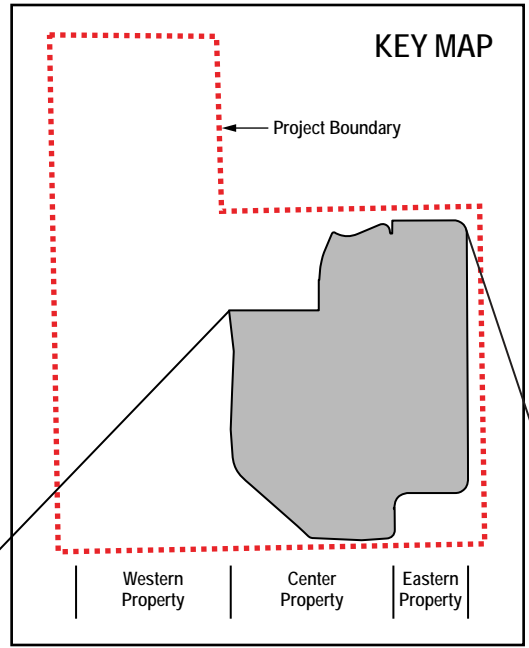 KEY MAP
Project Boundary
Western
Property
Center
Property
Eastern
Property